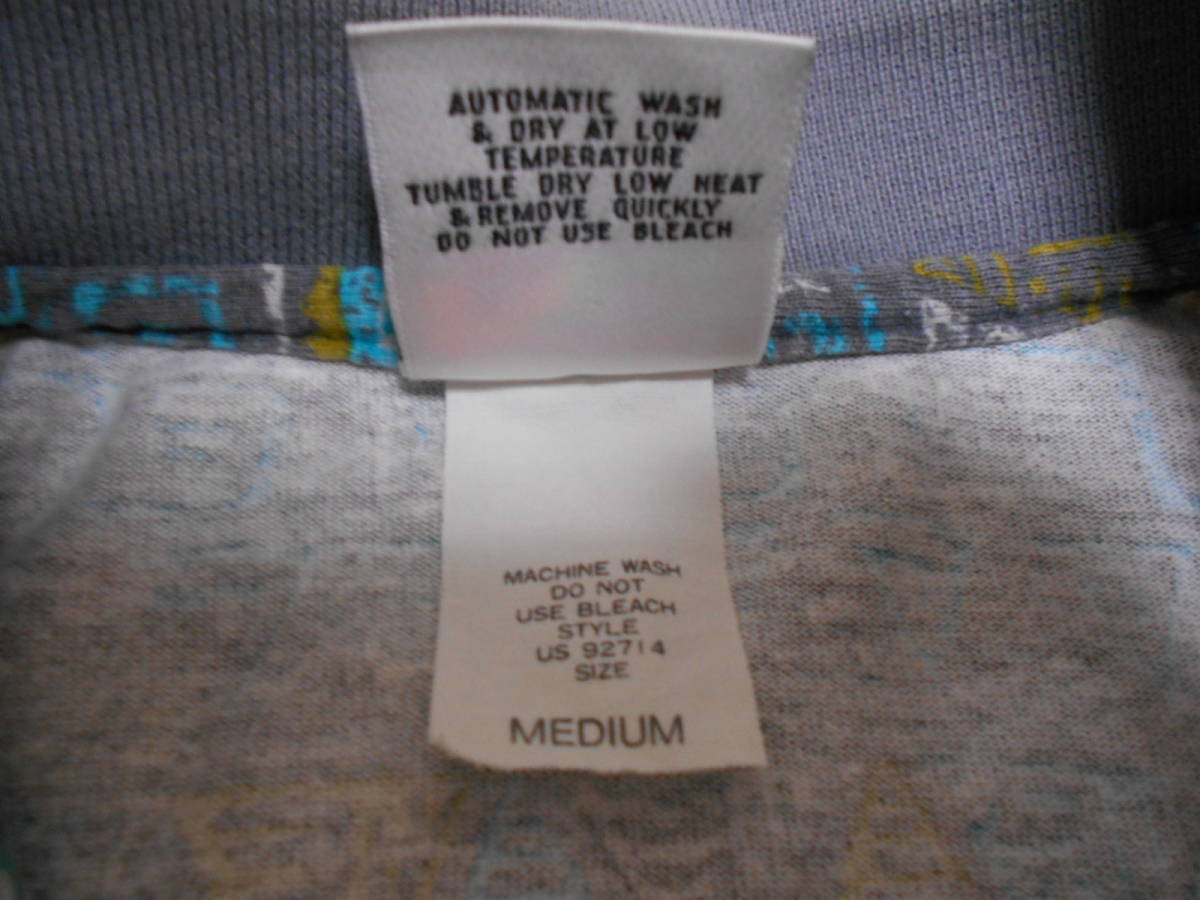 AUTOMATIC WASH
& DRY AT LOW
TEMPERATURE
TUMBLE DRY LOW HEAT
& REMOVE QUICKLY
DO NOT USE BLEACH
MACHINE WASH
DO NOT
USE BLEACH
STYLE
US 92714
SIZE
MEDIUM